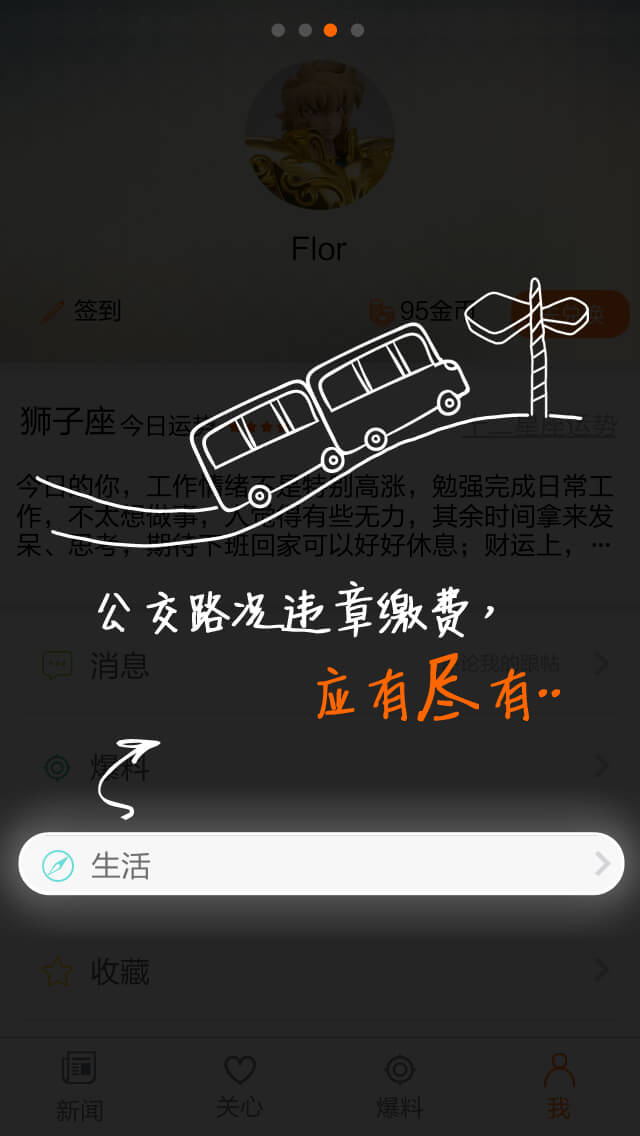 Flor
签到
95金币
狮子座 今日运势
十二星座运势
今日的你，工作情绪不是特别高涨，勉强完成日常工
作，不太想做事，人觉得有些无力，其余时间拿来发
呆、思考，期待下班回家可以好好休息；财运上，…
公交路况违章缴费，
消息
论我的跟帖
应有尽有..
爆料
生活
收藏
新闻
关心
爆料
我